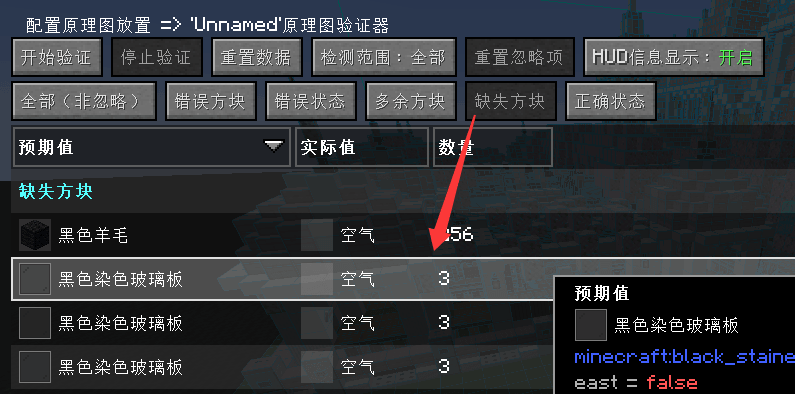 配置原理图放置 => 'Unnamed'原理图验证器
开始验证 停止验证 重置数据 检测范围：全部 重置忽略项 HUD信息显示：开启
全部（非忽略） 错误方块 错误状态 多余方块 缺失方块 正确状态
预期值 实际值 数量
缺失方块
黑色羊毛 空气 56
黑色染色玻璃板 空气 3
预期值
黑色染色玻璃板 空气 3
黑色染色玻璃板
minecraft:black_staine
黑色染色玻璃板 空气 3
east = false